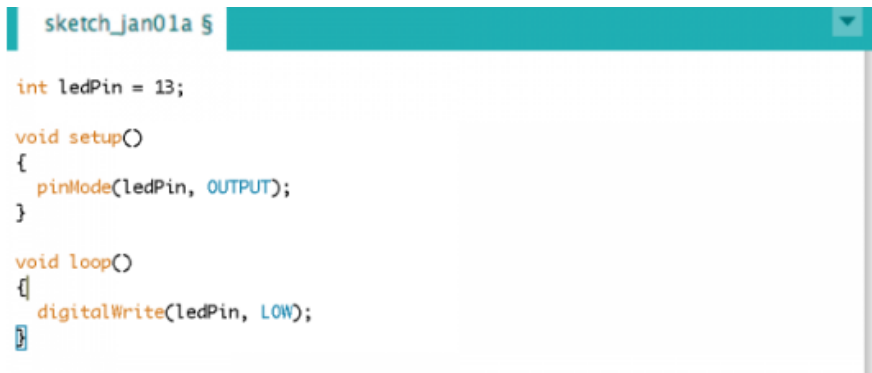 sketch_jan01a §
int ledPin = 13;
void setup()
{
pinMode(ledPin, OUTPUT);
}
void loop()
{
digitalWrite(ledPin, LOW);
}